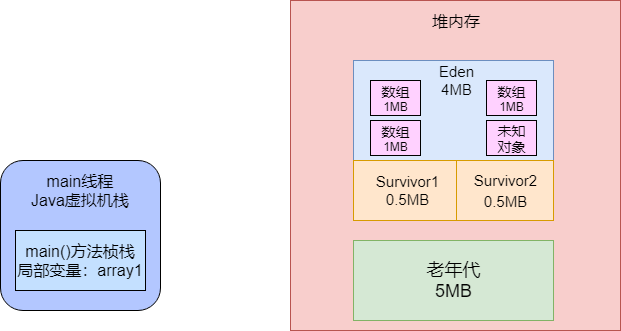 堆内存
Eden
4MB
数组
1MB
数组
1MB
数组
1MB
未知
对象
Survivor1
0.5MB
Survivor2
0.5MB
老年代
5MB
main线程
Java虚拟机栈
main()方法桢栈
局部变量：array1